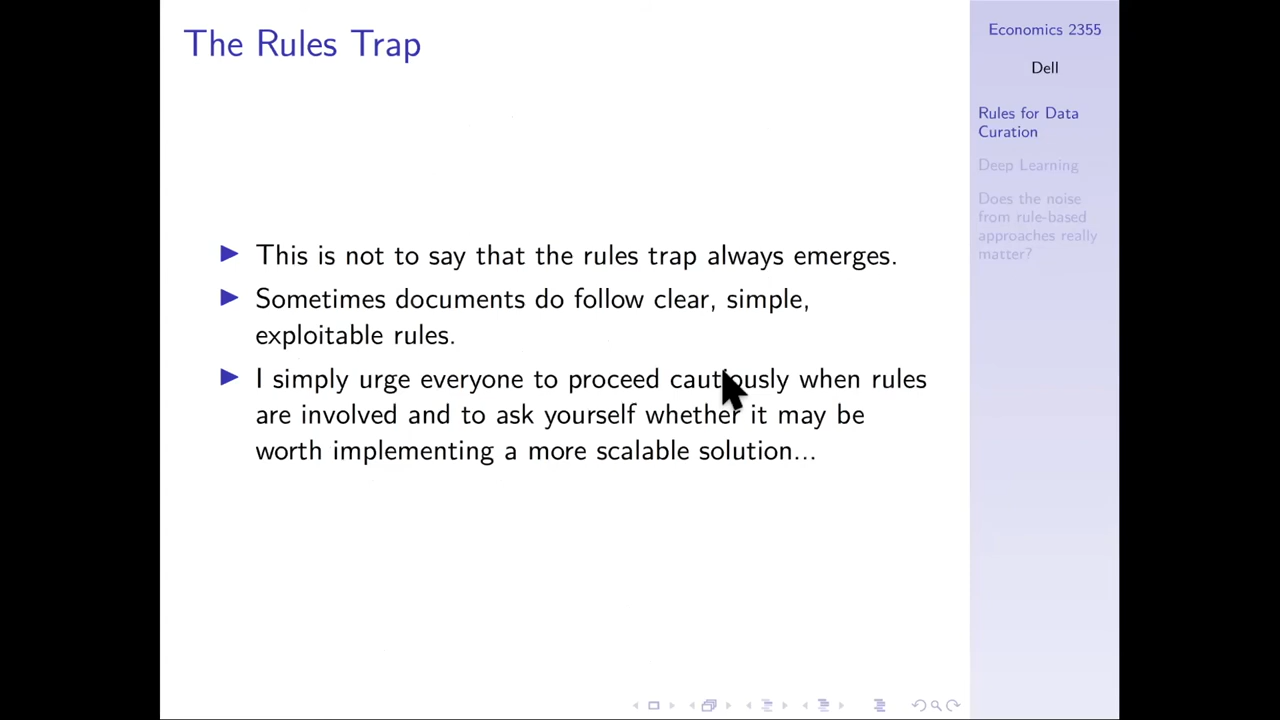 The Rules Trap
This is not to say that the rules trap always emerges.
Sometimes documents do follow clear, simple,
exploitable rules.
I simply urge everyone to proceed cautiously when rules
are involved and to ask yourself whether it may be
worth implementing a more scalable solution...
Economics 2355
Dell
Rules for Data
Curation
Deep Learning
Does the noise
from rule-based
approaches really
matter?